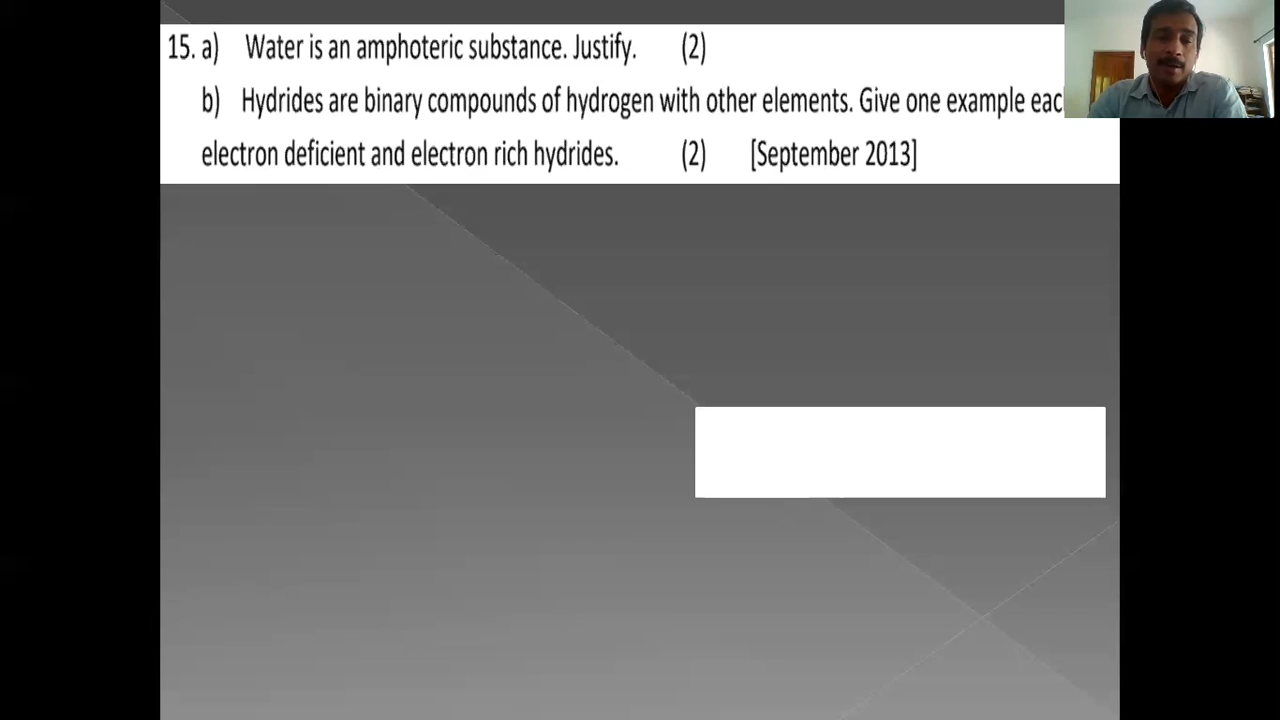 15. a) Water is an amphoteric substance. Justify. (2)
b) Hydrides are binary compounds of hydrogen with other elements. Give one example
electron deficient and electron rich hydrides. (2) [September 2013]